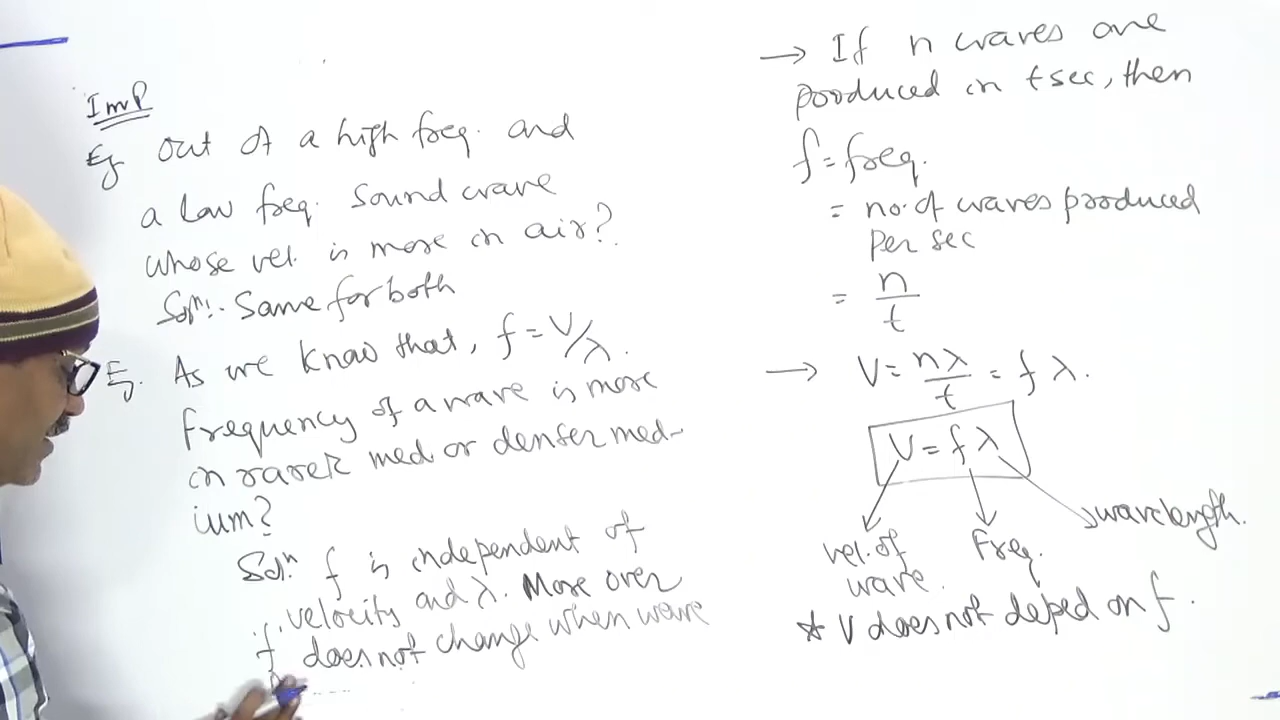 Imp
Eg out of a high freq. and
a low freq. sound wave
whose vel. is more in air?
Soln:- Same for both
Eg. As we know that, f = V/λ.
Frequency of a wave is more
in rarer med or denser med-
ium?
Soln f is independent of
velocity and λ. More over
f does not change when wave
→ If n waves are
produced in t sec, then
f = freq.
= no. of waves produced
per sec
= n/t
→ V = nλ/t = f λ.
V = f λ
wavelength.
vel. of
wave.
Freq.
* V does not deped on f.